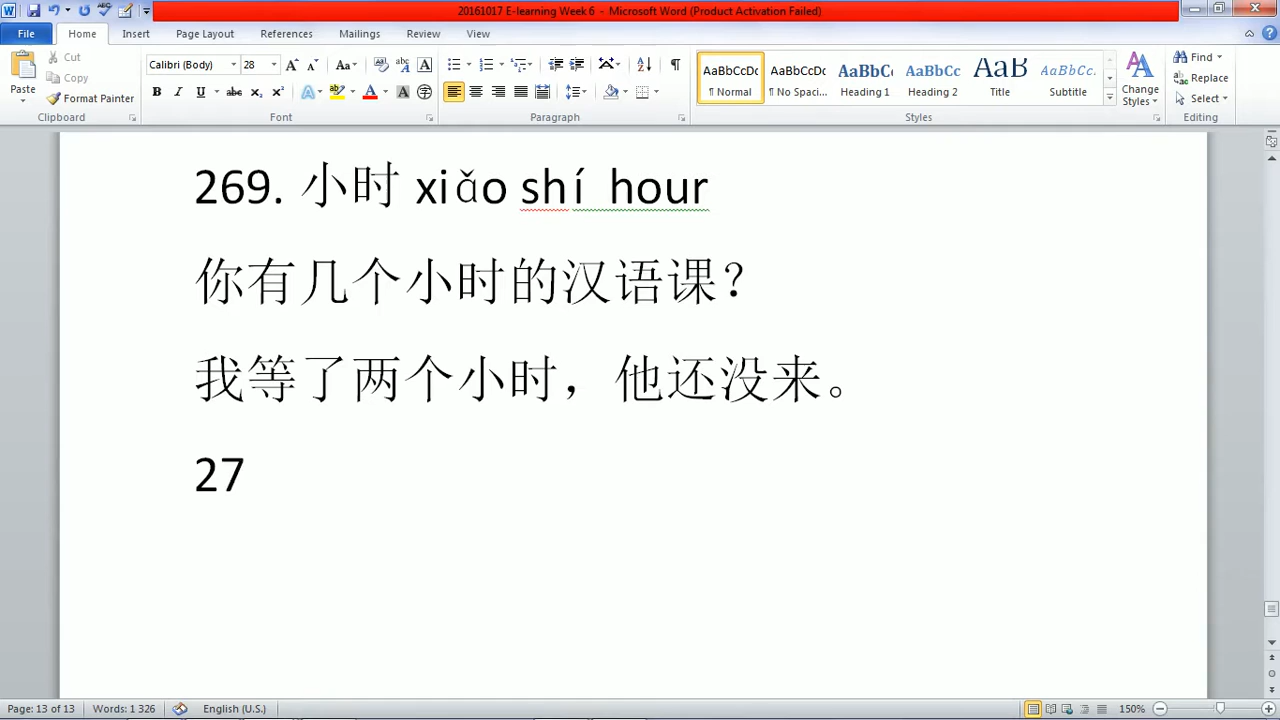 20161017 E-learning Week 6 - Microsoft Word (Product Activation Failed)
File Home Insert Page Layout References Mailings Review View
Paste
Cut
Copy
Format Painter
Clipboard
Calibri (Body) 28
Font
Paragraph
AaBbCcDc AaBbCcDc AaBbCc AaBbCc AaB AaBbCc.
¶ Normal ¶ No Spaci... Heading 1 Heading 2 Title Subtitle
Change Styles
Styles
Find
Replace
Select
Editing
269. 小时 xiǎo shí hour
你有几个小时的汉语课？
我等了两个小时，他还没来。
27
Page: 13 of 13 Words: 1 326 English (U.S.) 150%